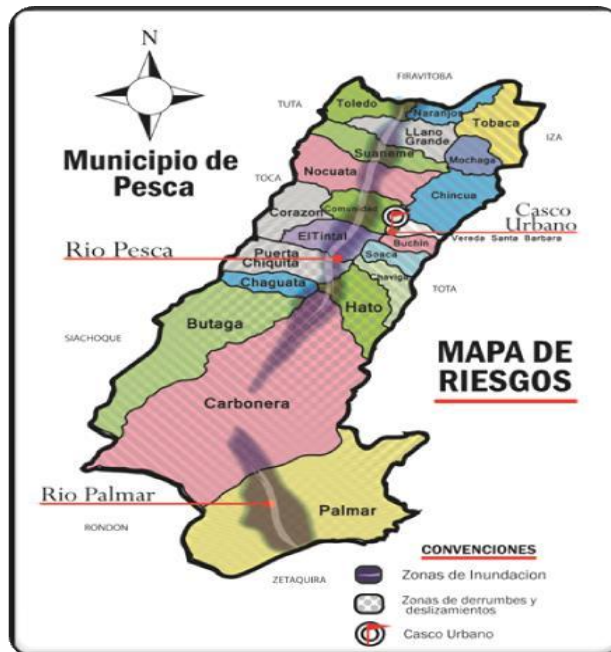 N
FIRAVITOBA
TUTA
Toledo
Naranjos
Tobaca
LLano
Grande
IZA
Municipio de
Pesca
Suaneme
Mochaga
Nocuata
TOCA
Chincua
Corazon
Comunidad
Casco
Urbano
ElTintal
Buchin
Vereda Santa Barbara
Rio Pesca
Puerta
Chiquita
Soaca
Chaviga
Chaguata
Hato
TOTA
Butaga
SIACHOQUE
MAPA DE
RIESGOS
Carbonera
Rio Palmar
Palmar
RONDON
ZETAQUIRA
CONVENCIONES
Zonas de Inundacion
Zonas de derrumbes y
deslizamientos
Casco Urbano